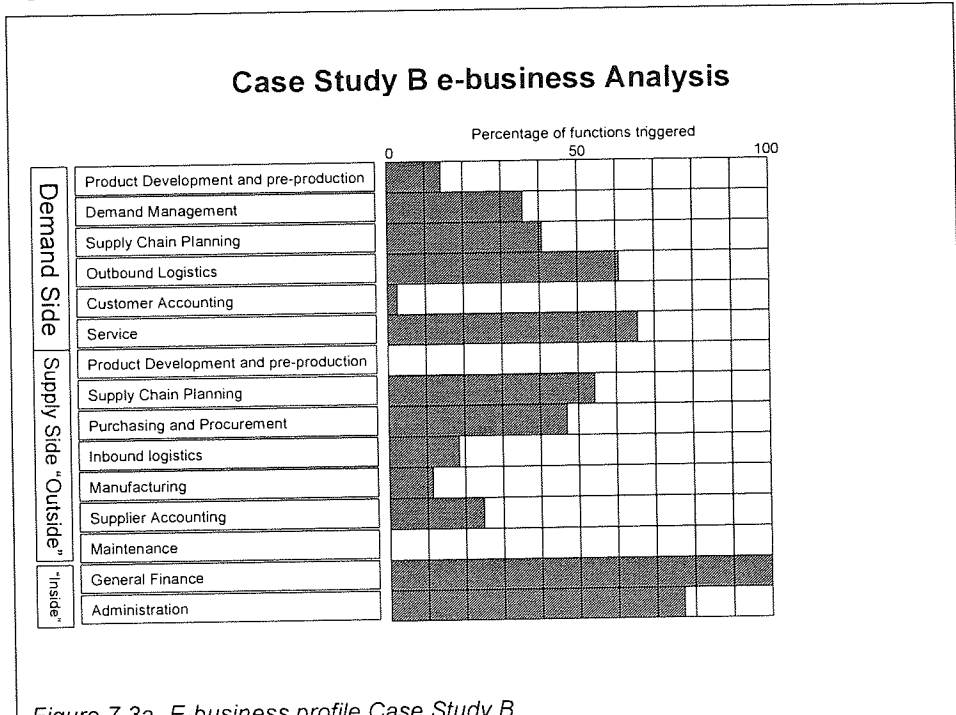 Case Study B e-business Analysis
Percentage of functions triggered
0 50 100
Demand Side
Product Development and pre-production
Demand Management
Supply Chain Planning
Outbound Logistics
Customer Accounting
Service
Supply Side "Outside"
Product Development and pre-production
Supply Chain Planning
Purchasing and Procurement
Inbound logistics
Manufacturing
Supplier Accounting
Maintenance
"Inside"
General Finance
Administration
Figure 7.3a E-business profile Case Study B